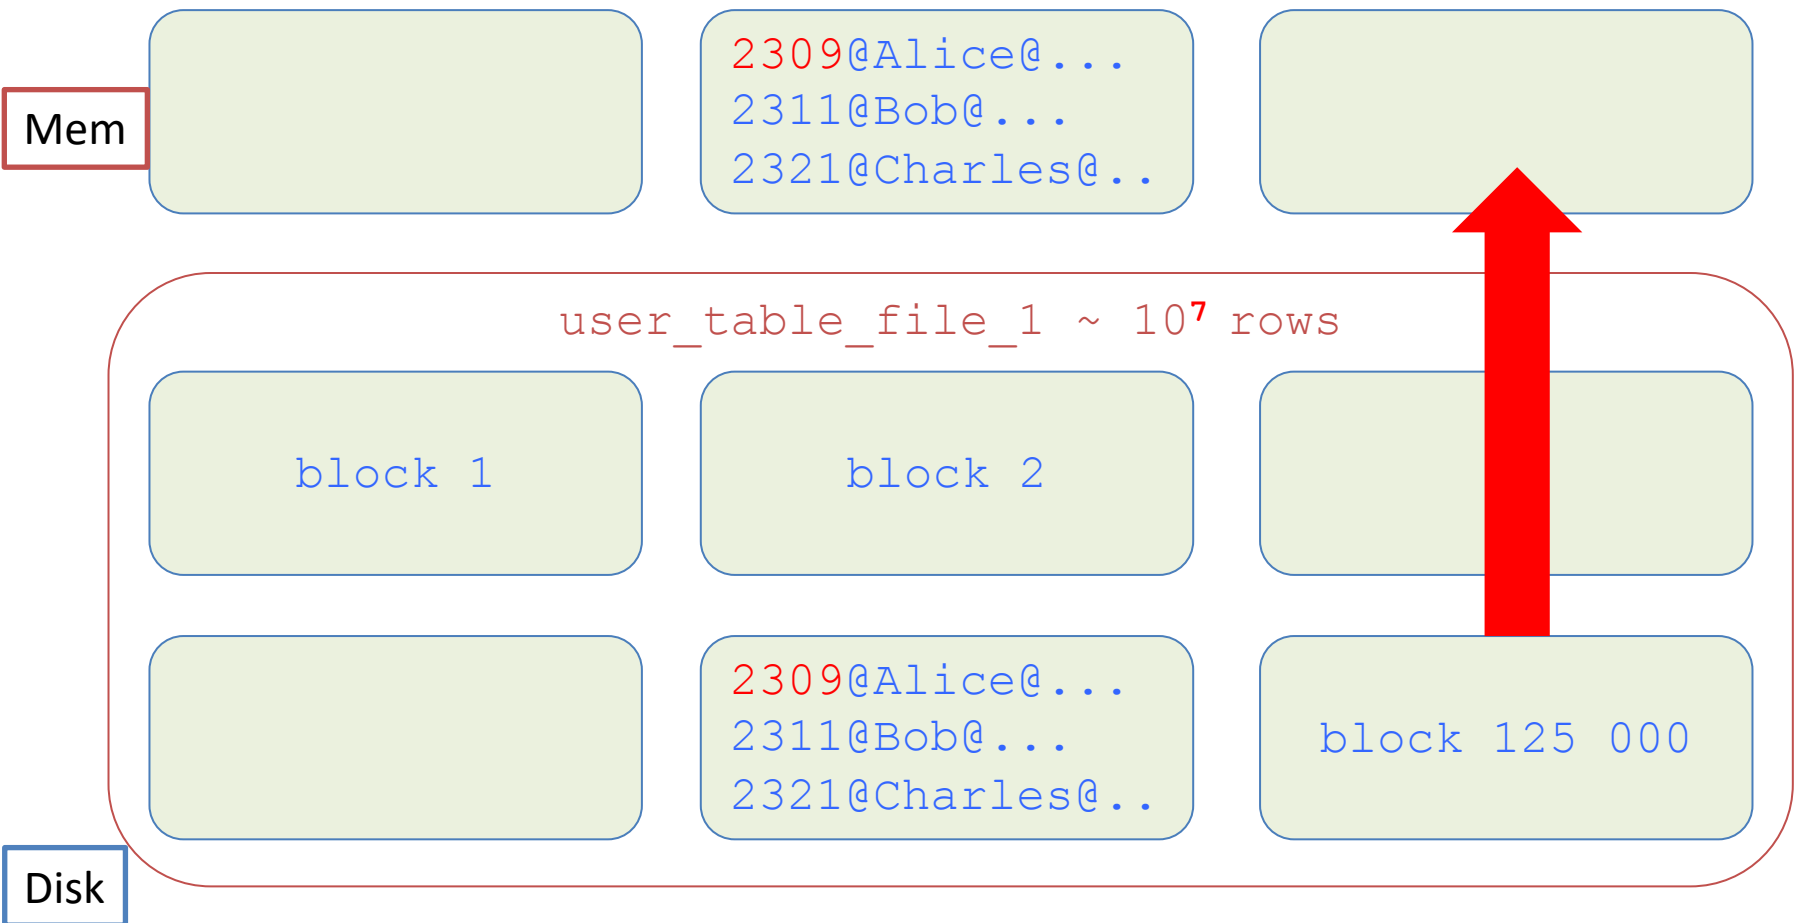 Mem
2309@Alice@...
2311@Bob@...
2321@Charles@..
user_table_file_1 ~ 10⁷ rows
block 1
block 2
2309@Alice@...
2311@Bob@...
2321@Charles@..
block 125 000
Disk